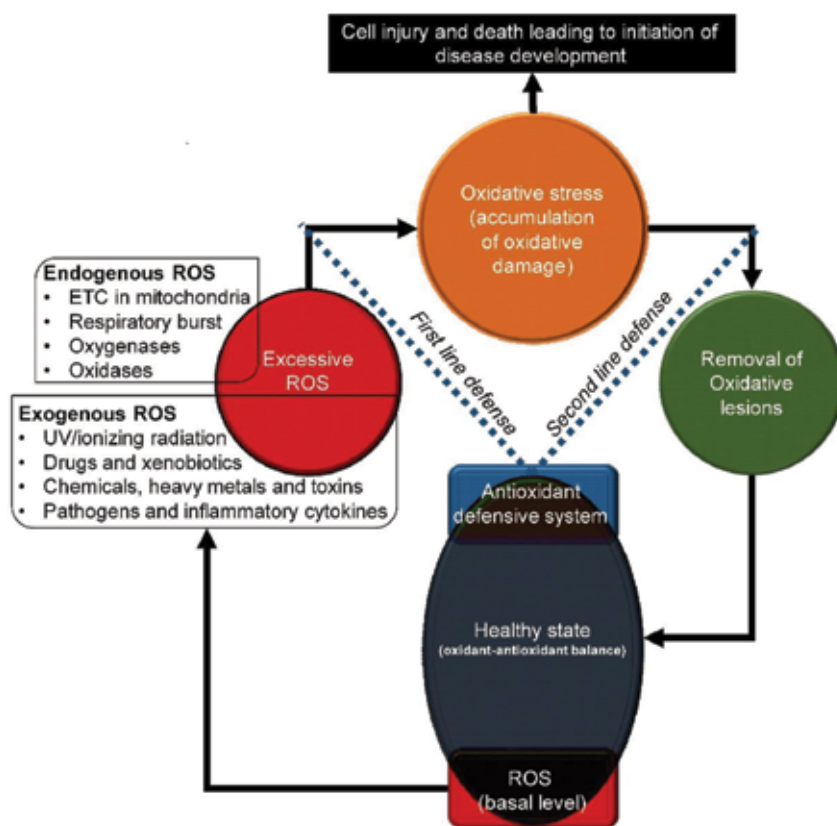 Cell injury and death leading to initiation of
disease development
Oxidative stress
(accumulation
of oxidative
damage)
Endogenous ROS
• ETC in mitochondria
• Respiratory burst
• Oxygenases
• Oxidases
Excessive
ROS
First line defense
Second line defense
Removal of
Oxidative
lesions
Exogenous ROS
• UV/ionizing radiation
• Drugs and xenobiotics
• Chemicals, heavy metals and toxins
• Pathogens and inflammatory cytokines
Antioxidant
defensive system
Healthy state
(oxidant-antioxidant balance)
ROS
(basal level)